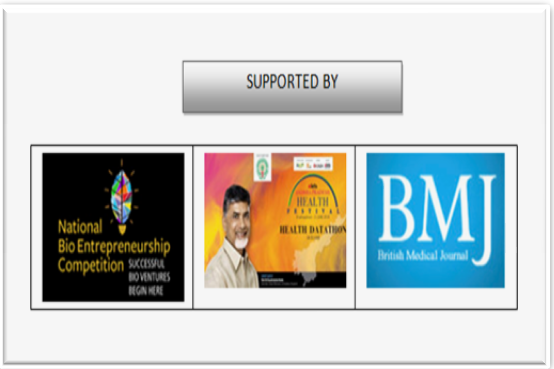 SUPPORTED BY
National
Bio Entrepreneurship
Competition
SUCCESSFUL
BIO VENTURES
BEGIN HERE
HEALTH
FESTIVAL
HEALTH DATATHON
BMJ
British Medical Journal